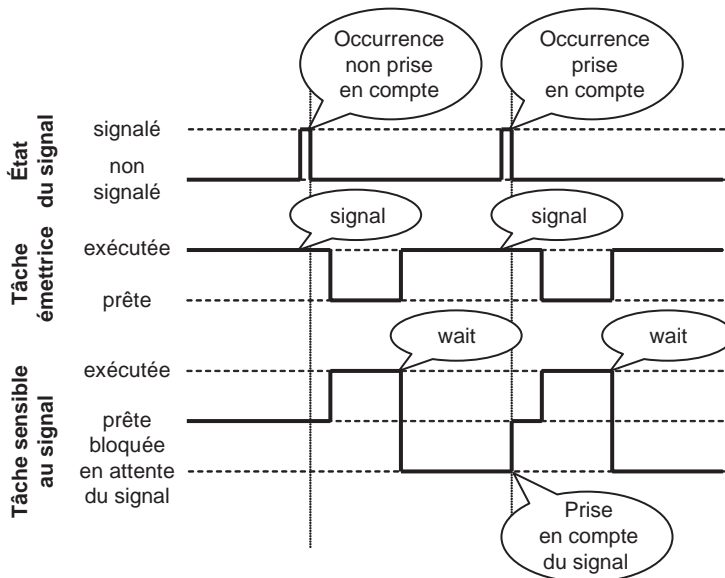 Occurrence
non prise
en compte
Occurrence
prise
en compte
État
du signal
signalé
non
signalé
signal
signal
Tâche
émettrice
exécutée
prête
wait
wait
Tâche sensible
au signal
exécutée
prête
bloquée
en attente
du signal
Prise
en compte
du signal